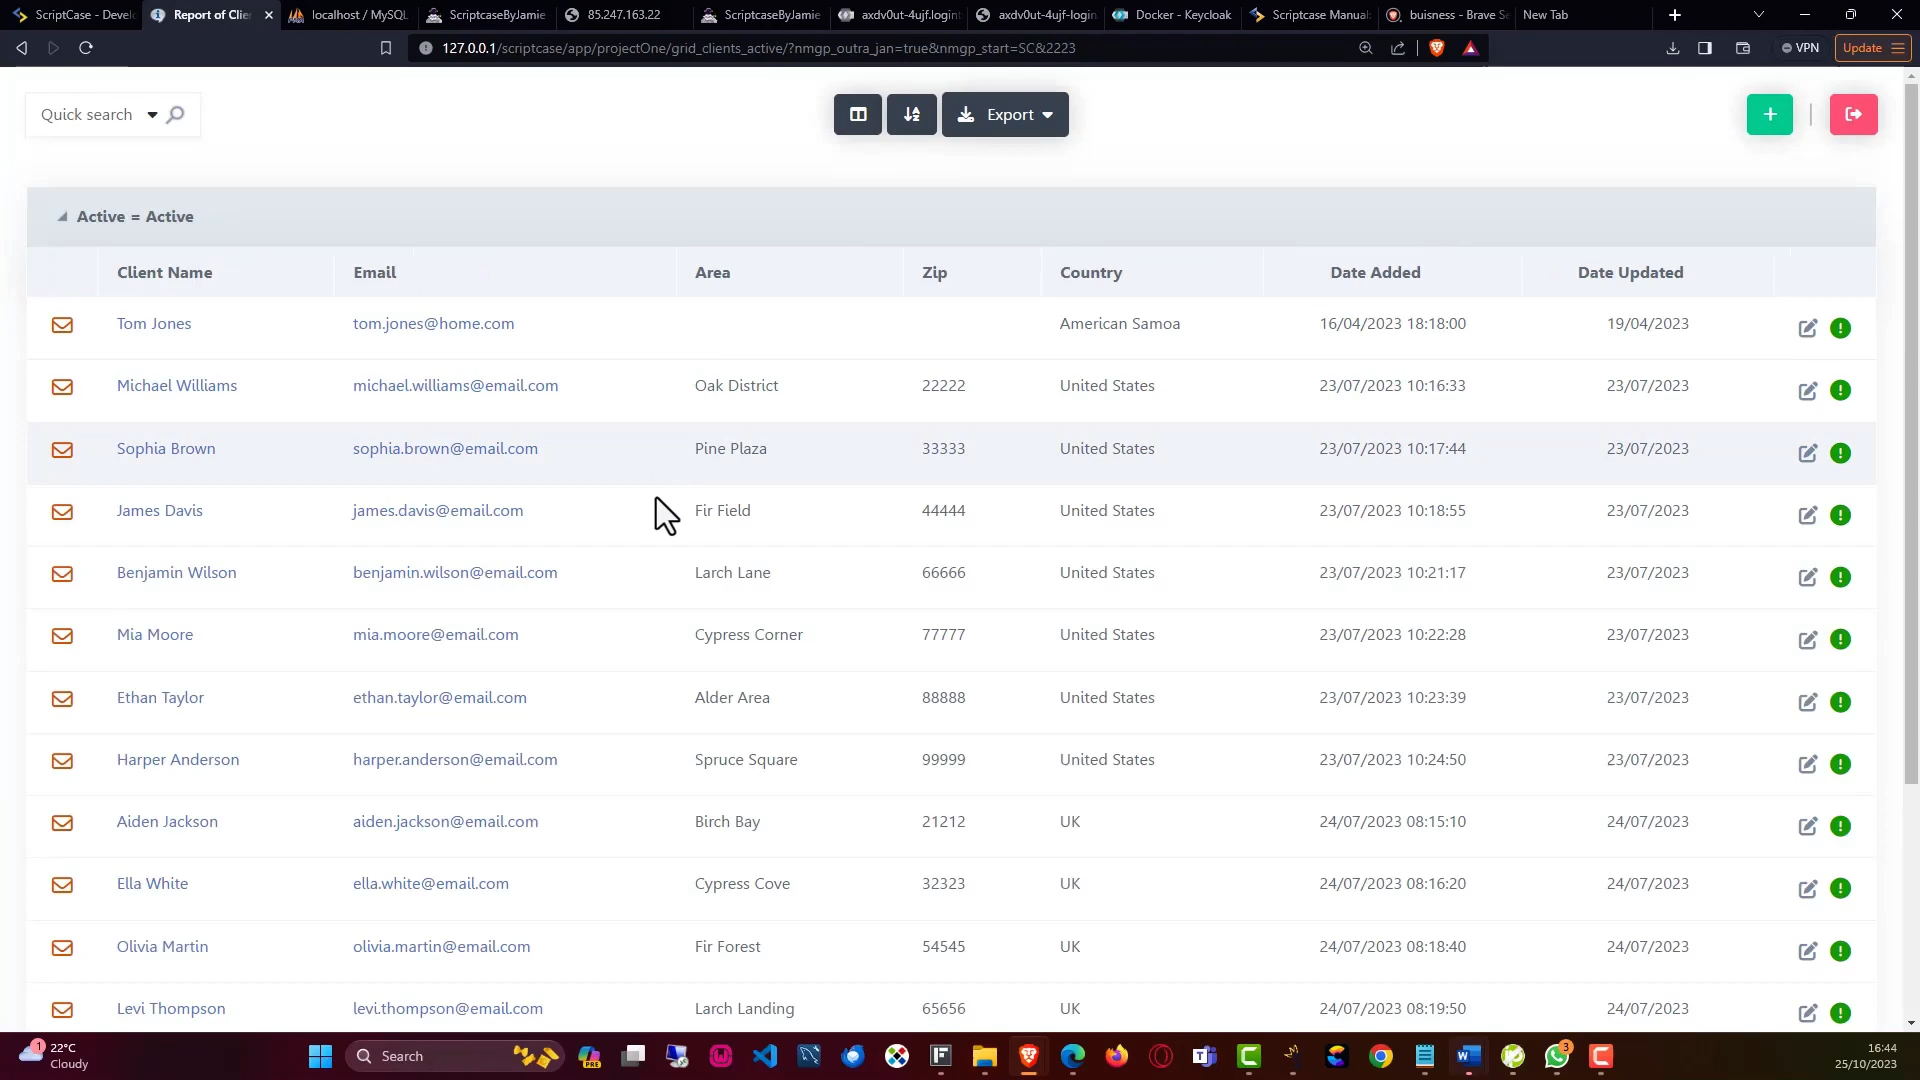 ScriptCase - Devel
Report of Clie
localhost / MySQL
ScriptcaseByJamie
85.247.163.22
ScriptcaseByJamie
axdv0ut-4ujf.logint
axdv0ut-4ujf-login.
Docker - Keycloak
Scriptcase Manual
buisness - Brave Se
New Tab
127.0.0.1/scriptcase/app/projectOne/grid_clients_active/?nmgp_outra_jan=true&nmgp_start=SC&2223
VPN
Update
Quick search
Export
Active = Active
Client Name Email Area Zip Country Date Added Date Updated
Tom Jones tom.jones@home.com American Samoa 16/04/2023 18:18:00 19/04/2023
Michael Williams michael.williams@email.com Oak District 22222 United States 23/07/2023 10:16:33 23/07/2023
Sophia Brown sophia.brown@email.com Pine Plaza 33333 United States 23/07/2023 10:17:44 23/07/2023
James Davis james.davis@email.com Fir Field 44444 United States 23/07/2023 10:18:55 23/07/2023
Benjamin Wilson benjamin.wilson@email.com Larch Lane 66666 United States 23/07/2023 10:21:17 23/07/2023
Mia Moore mia.moore@email.com Cypress Corner 77777 United States 23/07/2023 10:22:28 23/07/2023
Ethan Taylor ethan.taylor@email.com Alder Area 88888 United States 23/07/2023 10:23:39 23/07/2023
Harper Anderson harper.anderson@email.com Spruce Square 99999 United States 23/07/2023 10:24:50 23/07/2023
Aiden Jackson aiden.jackson@email.com Birch Bay 21212 UK 24/07/2023 08:15:10 24/07/2023
Ella White ella.white@email.com Cypress Cove 32323 UK 24/07/2023 08:16:20 24/07/2023
Olivia Martin olivia.martin@email.com Fir Forest 54545 UK 24/07/2023 08:18:40 24/07/2023
Levi Thompson levi.thompson@email.com Larch Landing 65656 UK 24/07/2023 08:19:50 24/07/2023
1
22°C
Cloudy
Search
PRE
3
16:44
25/10/2023